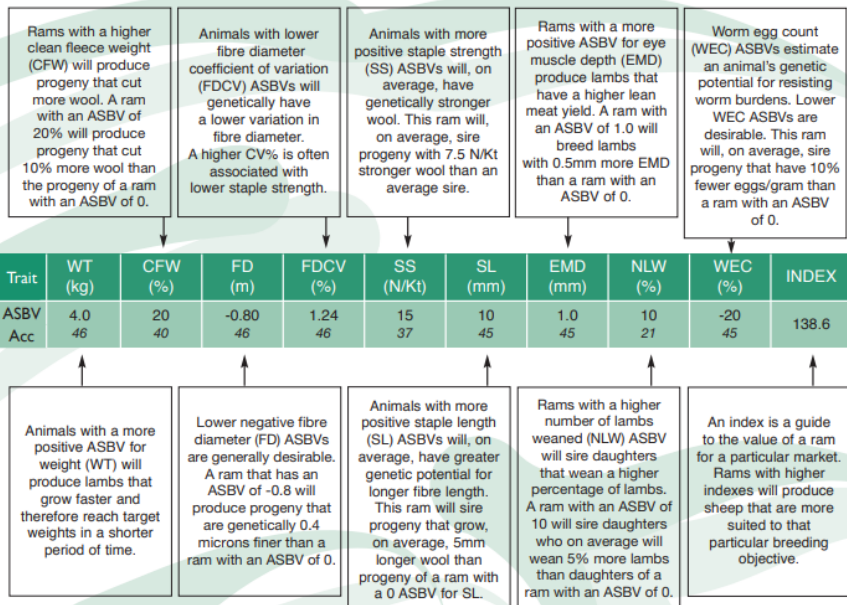 Rams with a higher
clean fleece weight
(CFW) will produce
progeny that cut
more wool. A ram
with an ASBV of
20% will produce
progeny that cut
10% more wool than
the progeny of a ram
with an ASBV of 0.
Animals with lower
fibre diameter
coefficient of variation
(FDCV) ASBVs will
genetically have
a lower variation in
fibre diameter.
A higher CV% is often
associated with
lower staple strength.
Animals with more
positive staple strength
(SS) ASBVs will, on
average, have
genetically stronger
wool. This ram will,
on average, sire
progeny with 7.5 N/Kt
stronger wool than an
average sire.
Rams with a more
positive ASBV for eye
muscle depth (EMD)
produce lambs that
have a higher lean
meat yield. A ram with
an ASBV of 1.0 will
breed lambs
with 0.5mm more EMD
than a ram with an
ASBV of 0.
Worm egg count
(WEC) ASBVs estimate
an animal's genetic
potential for resisting
worm burdens. Lower
WEC ASBVs are
desirable. This ram
will, on average, sire
progeny that have 10%
fewer eggs/gram than
a ram with an ASBV
of 0.
Trait WT (kg) CFW (%) FD (m) FDCV (%) SS (N/Kt) SL (mm) EMD (mm) NLW (%) WEC (%) INDEX
ASBV 4.0 20 -0.80 1.24 15 10 1.0 10 -20 138.6
Acc 46 40 46 46 37 45 45 21 45
Animals with a more
positive ASBV for
weight (WT) will
produce lambs that
grow faster and
therefore reach target
weights in a shorter
period of time.
Lower negative fibre
diameter (FD) ASBVs
are generally desirable.
A ram that has an
ASBV of -0.8 will
produce progeny that
are genetically 0.4
microns finer than a
ram with an ASBV of 0.
Animals with more
positive staple length
(SL) ASBVs will, on
average, have greater
genetic potential for
longer fibre length.
This ram will sire
progeny that grow,
on average, 5mm
longer wool than
progeny of a ram with
a 0 ASBV for SL.
Rams with a higher
number of lambs
weaned (NLW) ASBV
will sire daughters
that wean a higher
percentage of lambs.
A ram with an ASBV of
10 will sire daughters
who on average will
wean 5% more lambs
than daughters of a
ram with an ASBV of 0.
An index is a guide
to the value of a ram
for a particular market.
Rams with higher
indexes will produce
sheep that are more
suited to that
particular breeding
objective.